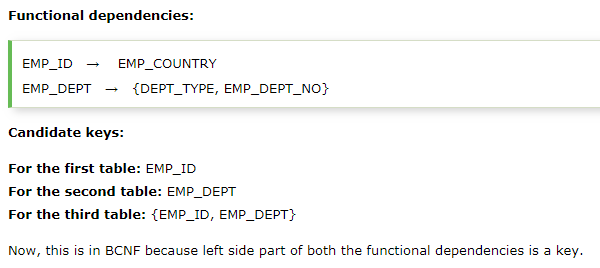 Functional dependencies:
EMP_ID → EMP_COUNTRY
EMP_DEPT → {DEPT_TYPE, EMP_DEPT_NO}
Candidate keys:
For the first table: EMP_ID
For the second table: EMP_DEPT
For the third table: {EMP_ID, EMP_DEPT}
Now, this is in BCNF because left side part of both the functional dependencies is a key.